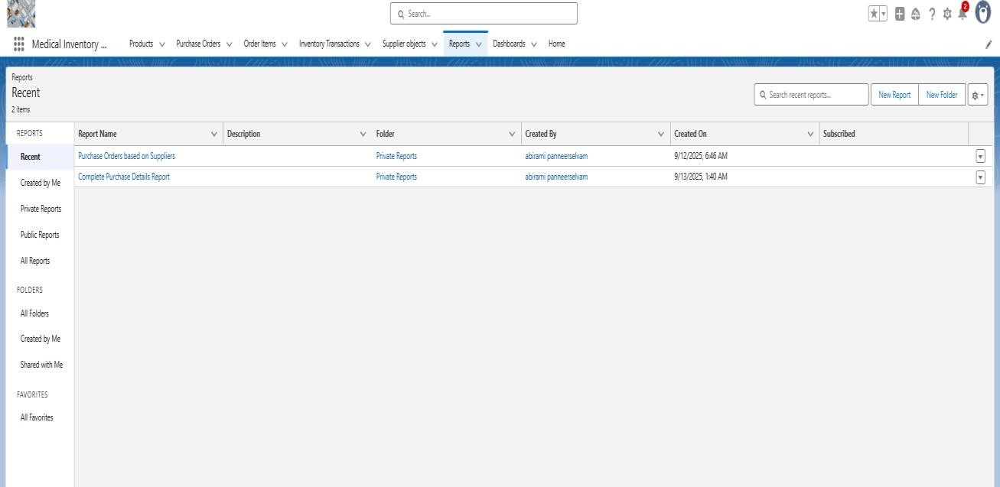 Search...
2
Medical Inventory ...
Products
Purchase Orders
Order Items
Inventory Transactions
Supplier objects
Reports
Dashboards
Home
Reports
Recent
2 items
Search recent reports...
New Report
New Folder
REPORTS
Recent
Created by Me
Private Reports
Public Reports
All Reports
FOLDERS
All Folders
Created by Me
Shared with Me
FAVORITES
All Favorites
Report Name Description Folder Created By Created On Subscribed
Purchase Orders based on Suppliers Private Reports abirami panneerselvam 9/12/2025, 6:46 AM
Complete Purchase Details Report Private Reports abirami panneerselvam 9/13/2025, 1:40 AM